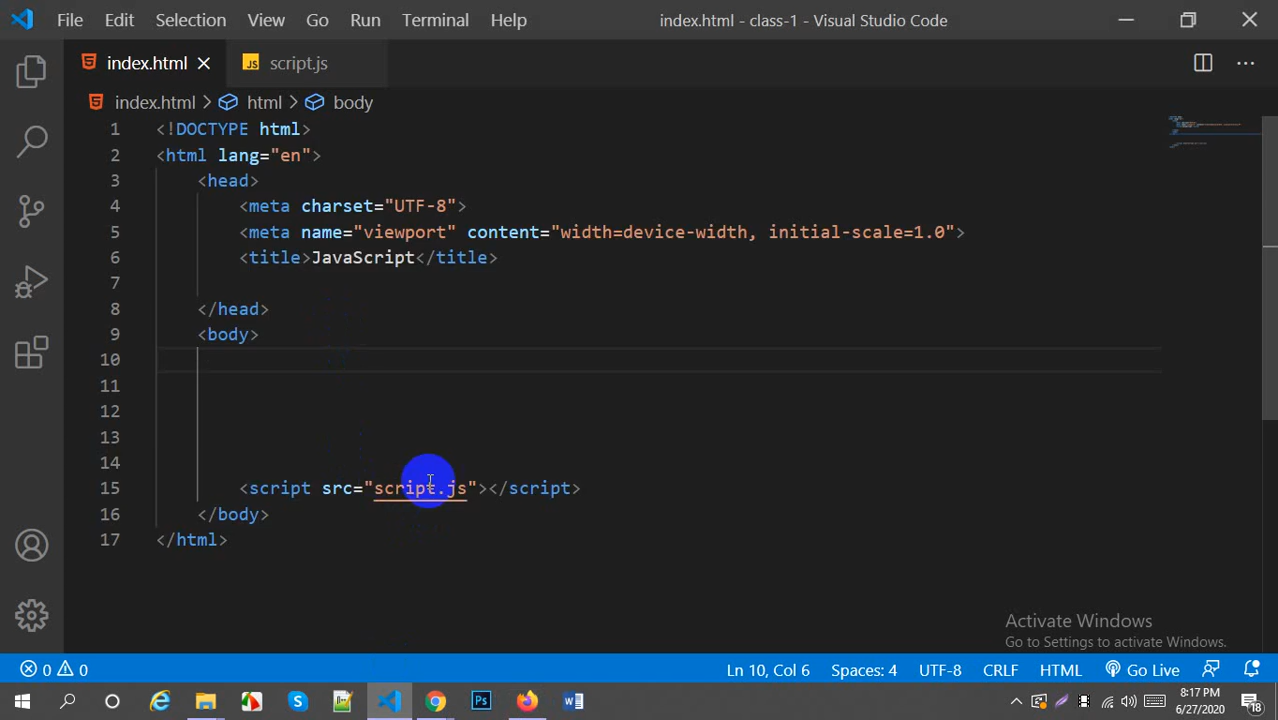 File Edit Selection View Go Run Terminal Help index.html - class-1 - Visual Studio Code
index.html JS script.js
index.html > html > body
1 <!DOCTYPE html>
2 <html lang="en">
3 <head>
4 <meta charset="UTF-8">
5 <meta name="viewport" content="width=device-width, initial-scale=1.0">
6 <title>JavaScript</title>
7
8 </head>
9 <body>
10
11
12
13
14
15 <script src="script.js"></script>
16 </body>
17 </html>
Activate Windows
Go to Settings to activate Windows.
0 0 Ln 10, Col 6 Spaces: 4 UTF-8 CRLF HTML Go Live
Ps 8:17 PM
6/27/2020 18